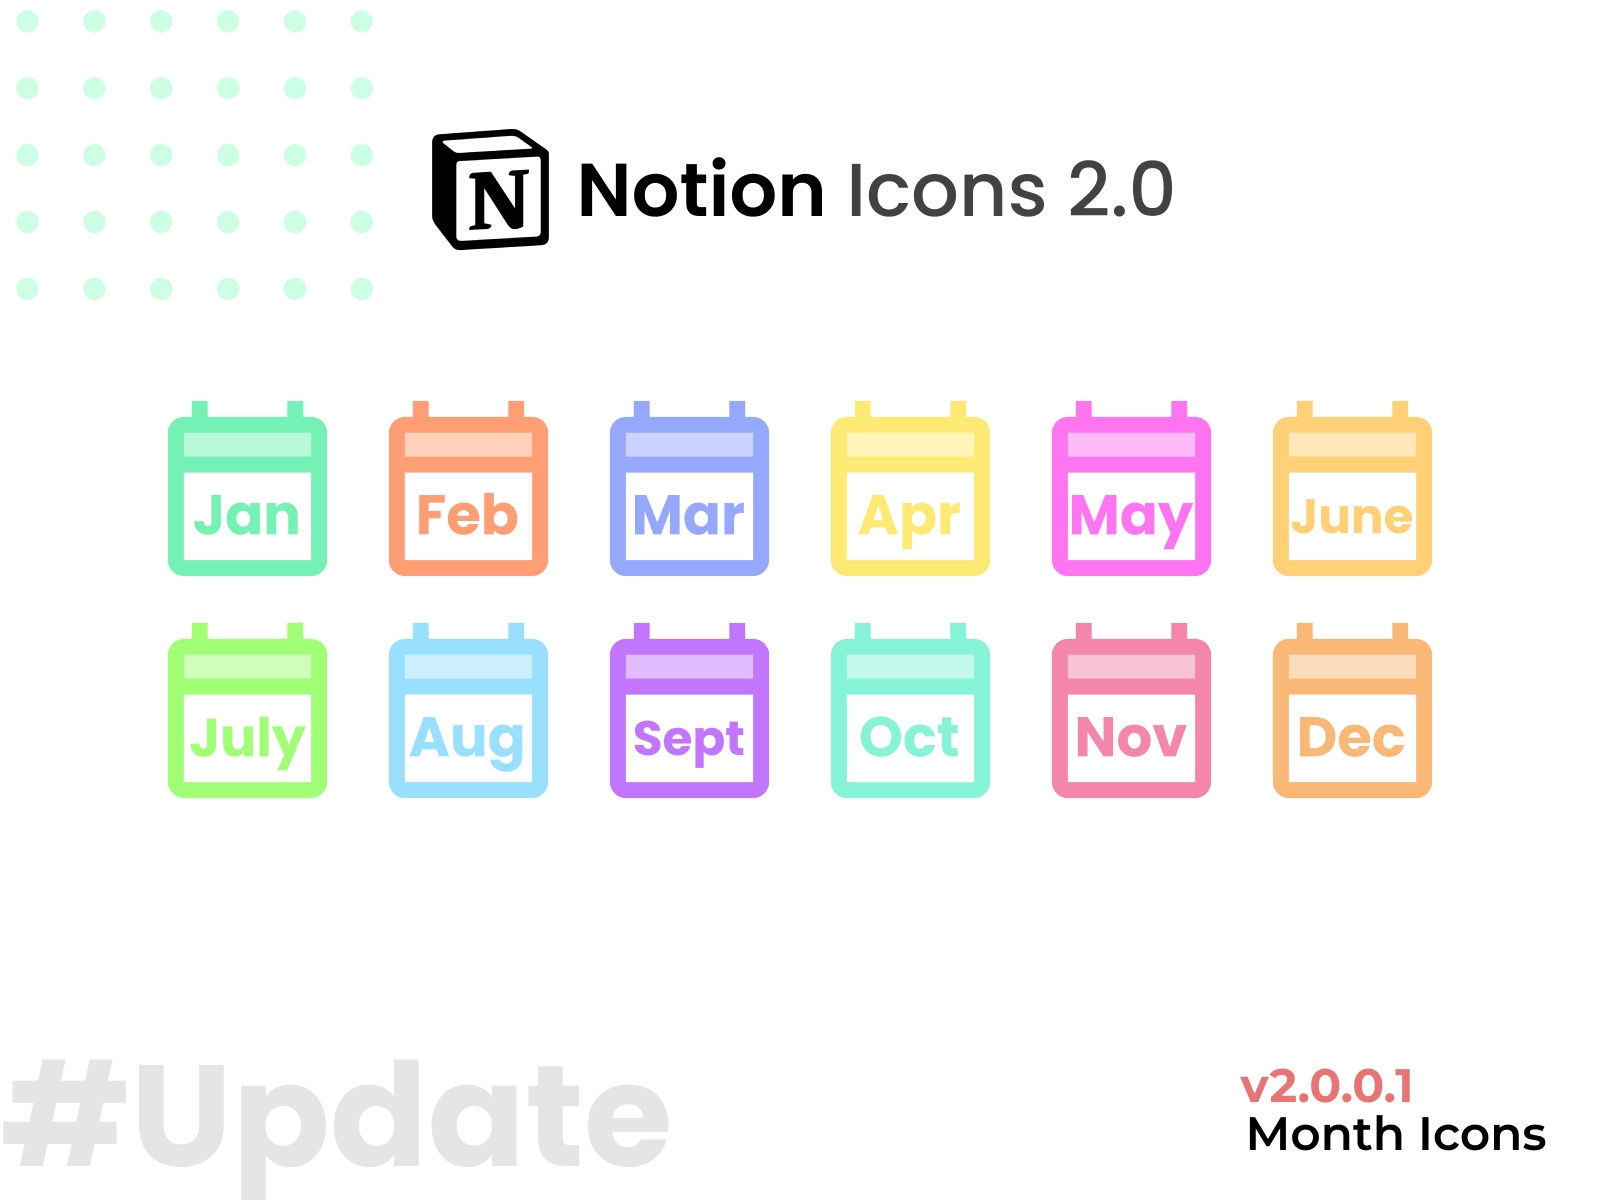 N Notion Icons 2.0
Jan Feb Mar Apr May June
July Aug Sept Oct Nov Dec
#Update
v2.0.0.1
Month Icons